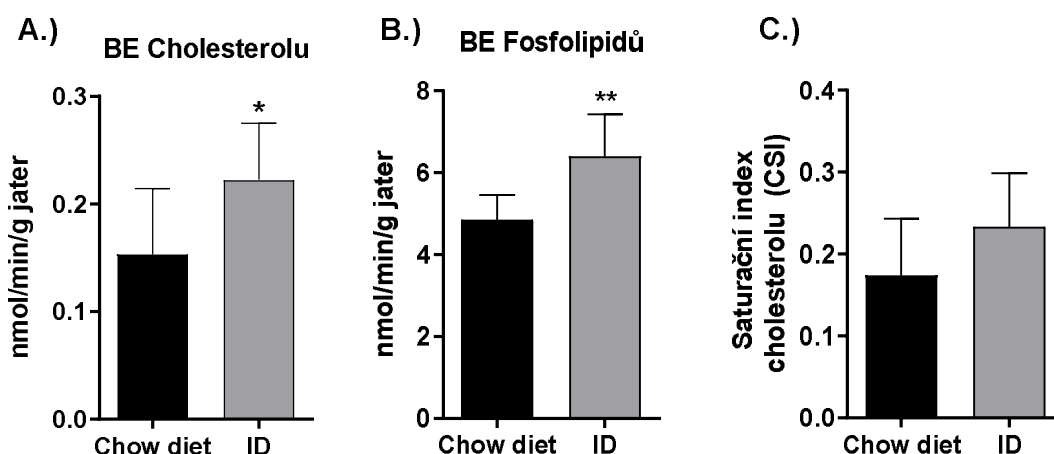 A.)
BE Cholesterolu
nmol/min/g jater
0.3
0.2
0.1
0.0
*
Chow diet
ID
B.)
BE Fosfolipidů
nmol/min/g jater
8
6
4
2
0
**
Chow diet
ID
C.)
Saturační index
cholesterolu (CSI)
0.4
0.3
0.2
0.1
0.0
Chow diet
ID